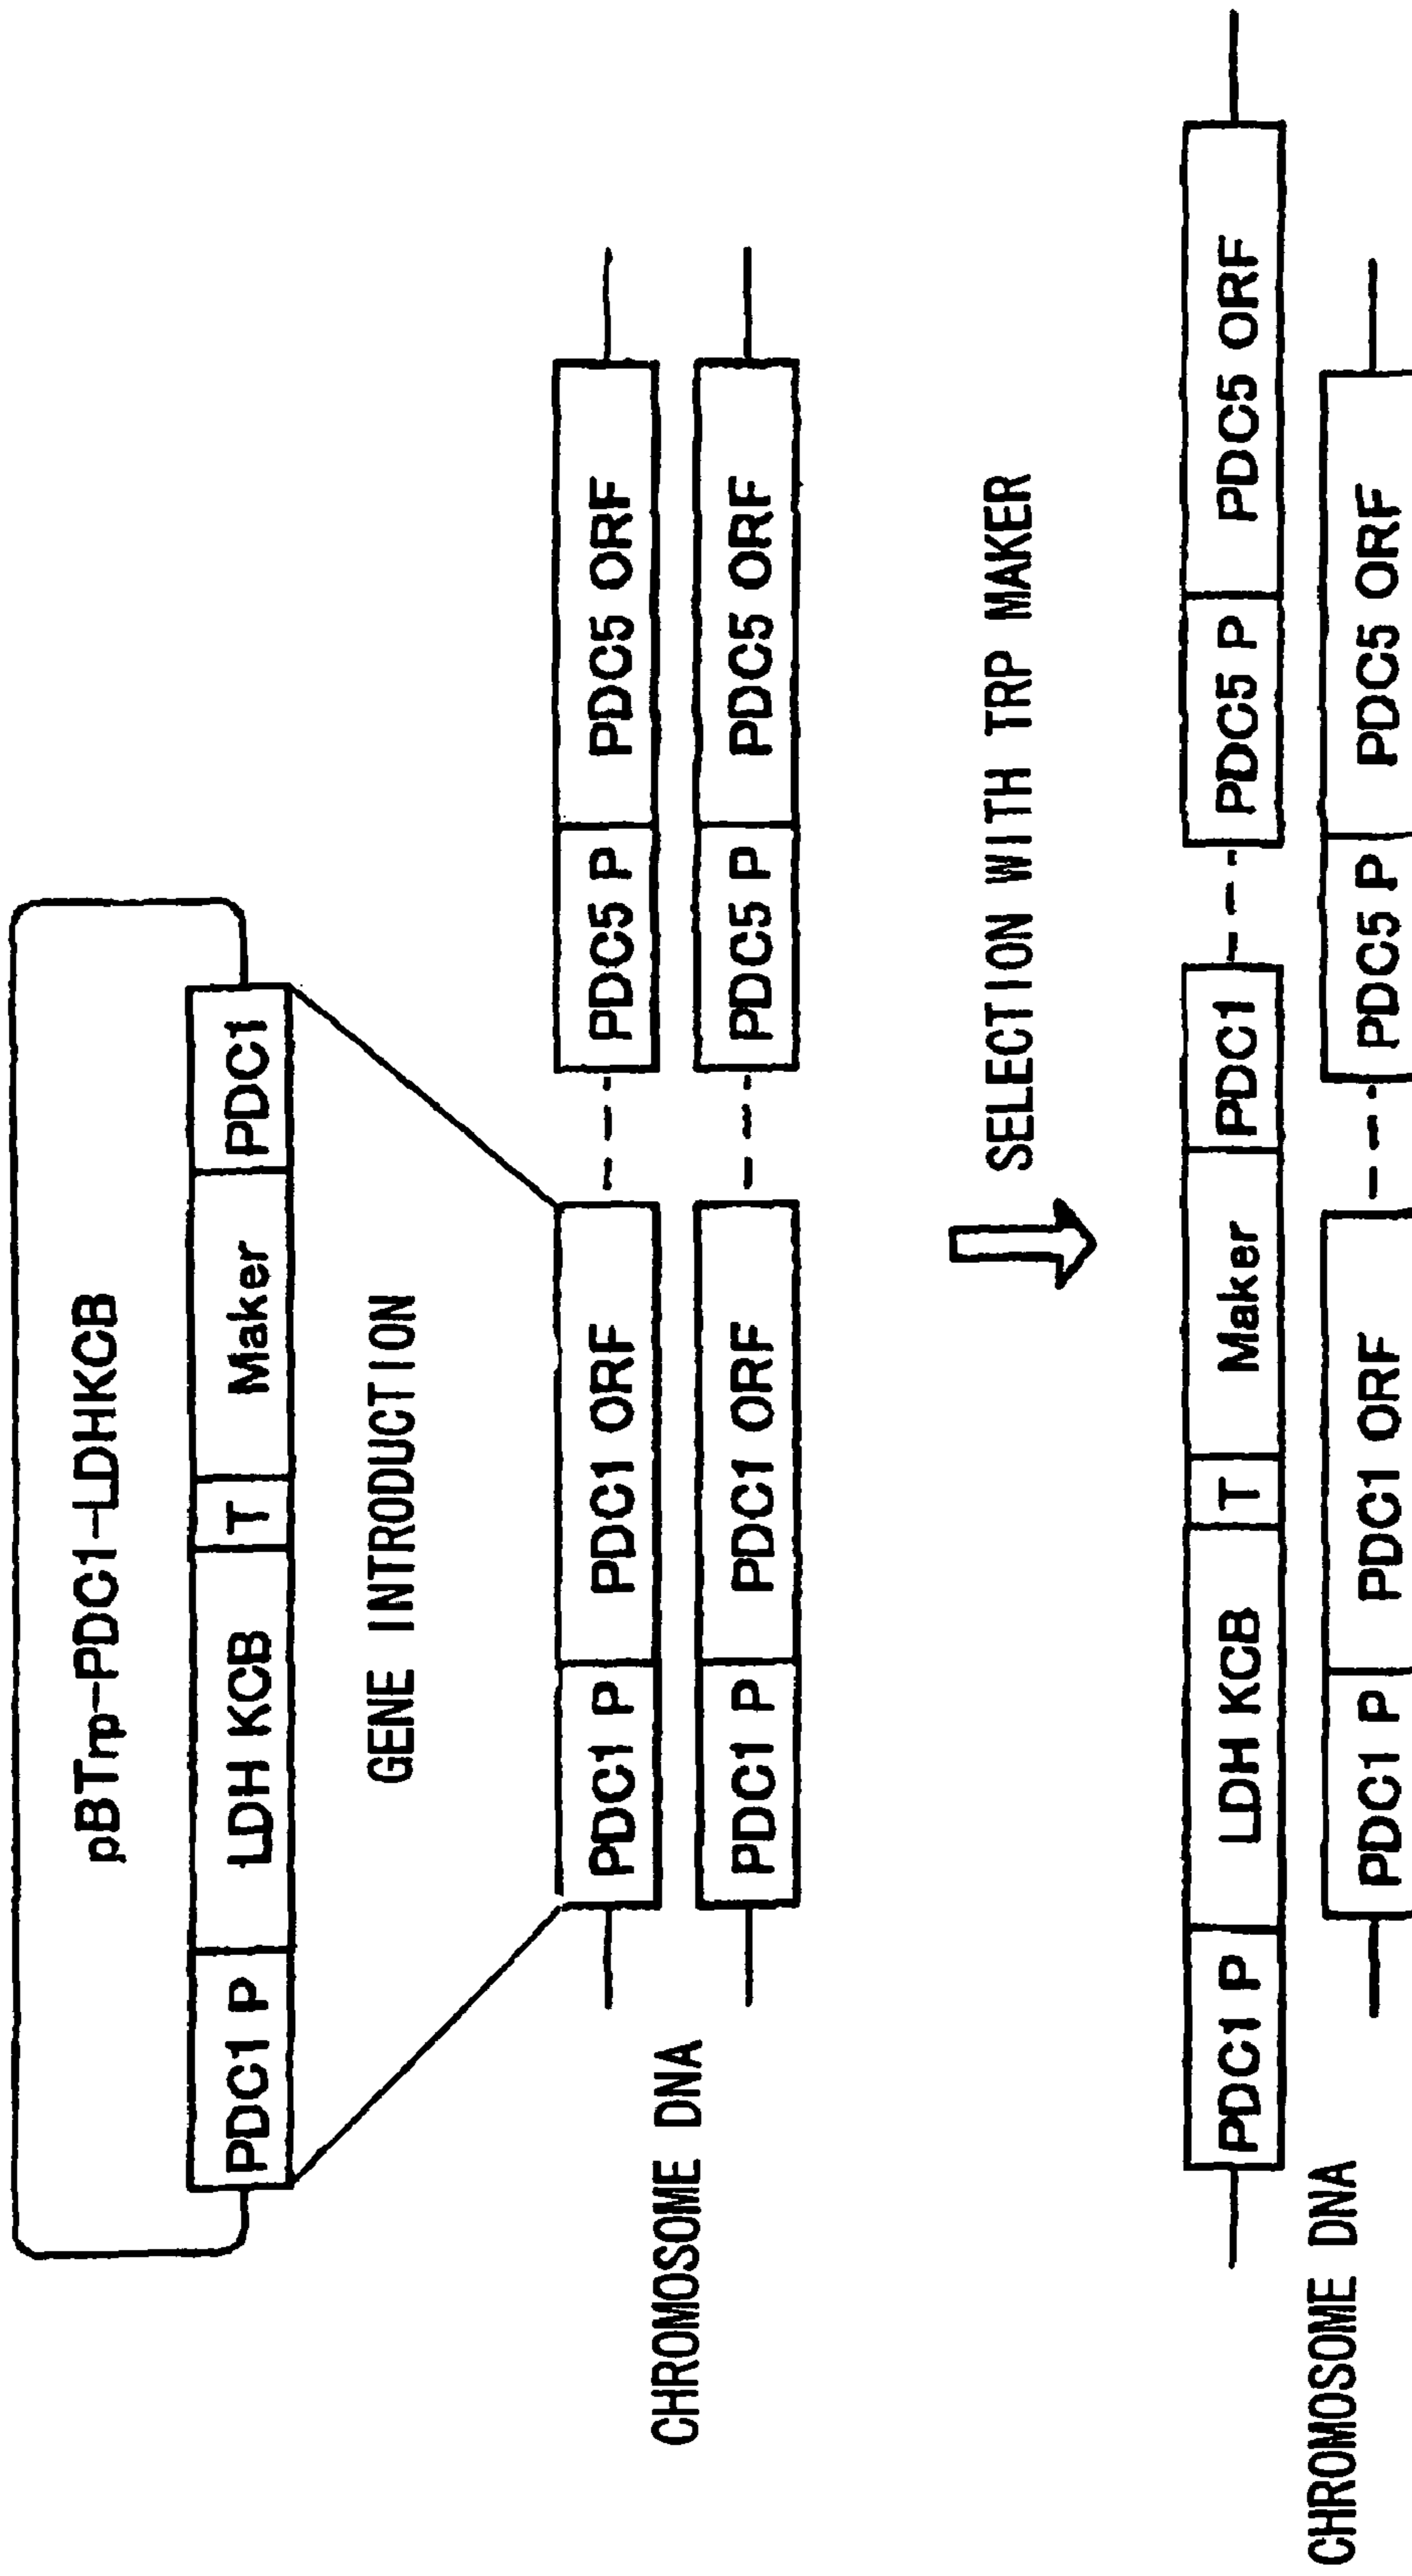 pBTrp-PDC1-LDHKCB
PDC1 P LDH KCB T Maker PDC1
GENE INTRODUCTION
PDC1 P PDC1 ORF PDC5 P PDC5 ORF
CHROMOSOME DNA
PDC1 P PDC1 ORF PDC5 P PDC5 ORF
SELECTION WITH TRP MAKER
PDC1 P LDH KCB T Maker PDC1 PDC5 P PDC5 ORF
CHROMOSOME DNA
PDC1 P PDC1 ORF PDC5 P PDC5 ORF